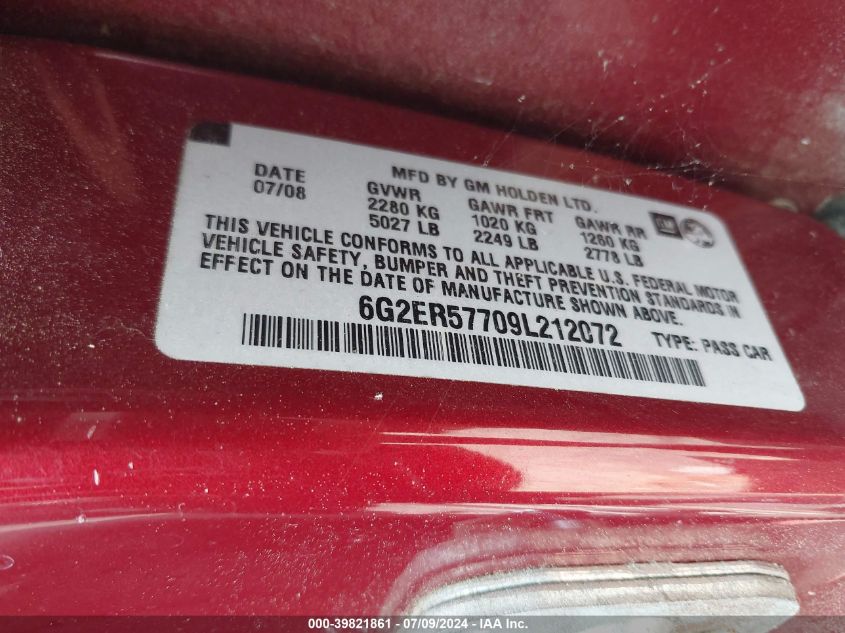 MFD BY GM HOLDEN LTD.
DATE GVWR GAWR FRT GAWR RR
07/08 2280 KG 1020 KG 1260 KG
5027 LB 2249 LB 2778 LB
THIS VEHICLE CONFORMS TO ALL APPLICABLE U.S. FEDERAL MOTOR
VEHICLE SAFETY, BUMPER AND THEFT PREVENTION STANDARDS IN
EFFECT ON THE DATE OF MANUFACTURE SHOWN ABOVE.
6G2ER57709L212072 TYPE: PASS CAR
000-39821861 - 07/09/2024 - IAA Inc.